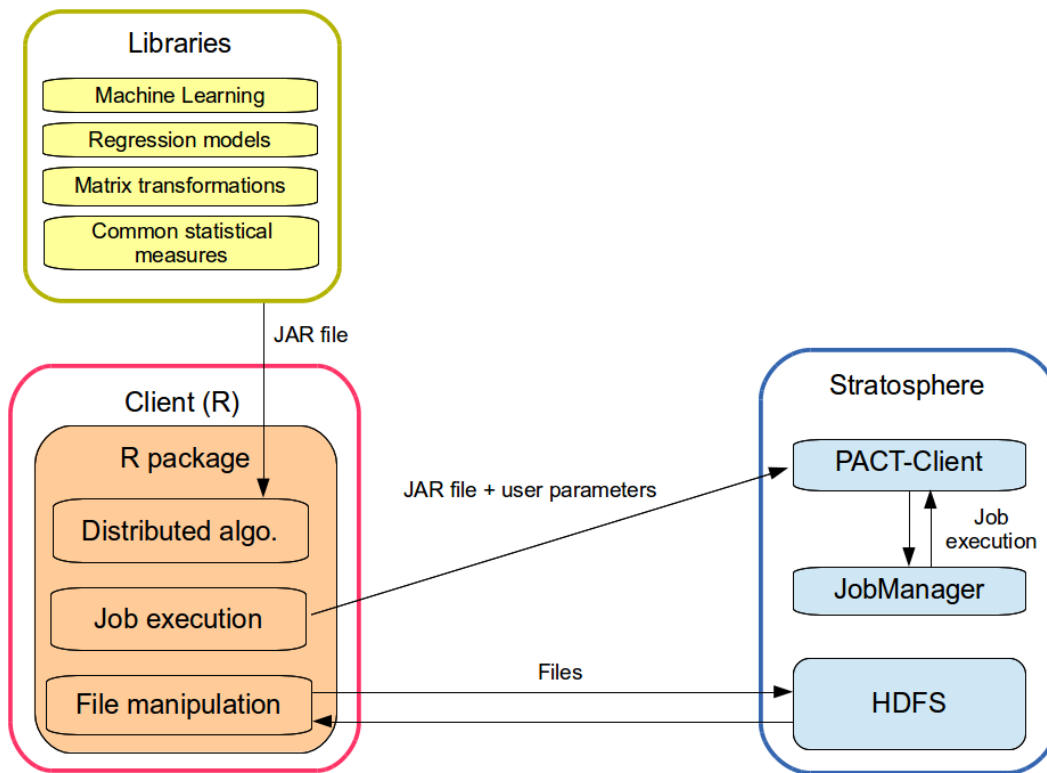 Libraries
Machine Learning
Regression models
Matrix transformations
Common statistical
measures
JAR file
Client (R)
R package
Distributed algo.
Job execution
File manipulation
JAR file + user parameters
Files
Stratosphere
PACT-Client
Job
execution
JobManager
HDFS